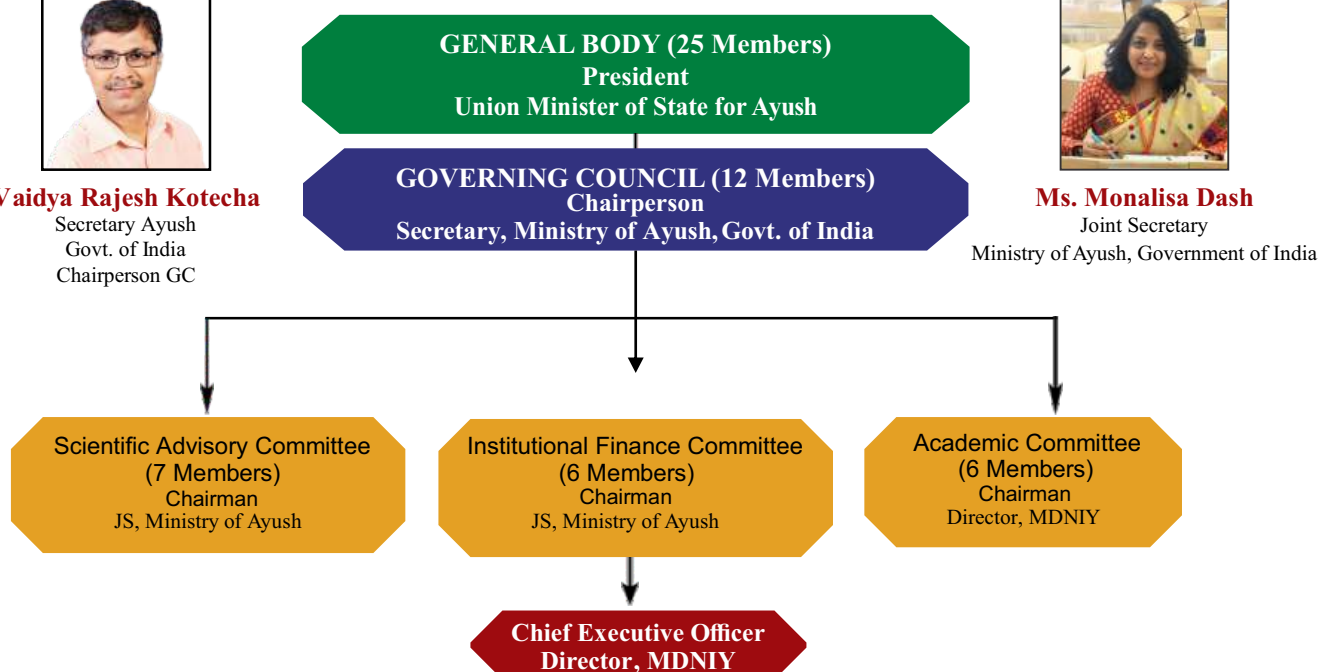 GENERAL BODY (25 Members)
President
Union Minister of State for Ayush
GOVERNING COUNCIL (12 Members)
Chairperson
Secretary, Ministry of Ayush, Govt. of India
Vaidya Rajesh Kotecha
Secretary Ayush
Govt. of India
Chairperson GC
Ms. Monalisa Dash
Joint Secretary
Ministry of Ayush, Government of India
Scientific Advisory Committee
(7 Members)
Chairman
JS, Ministry of Ayush
Institutional Finance Committee
(6 Members)
Chairman
JS, Ministry of Ayush
Academic Committee
(6 Members)
Chairman
Director, MDNIY
Chief Executive Officer
Director, MDNIY